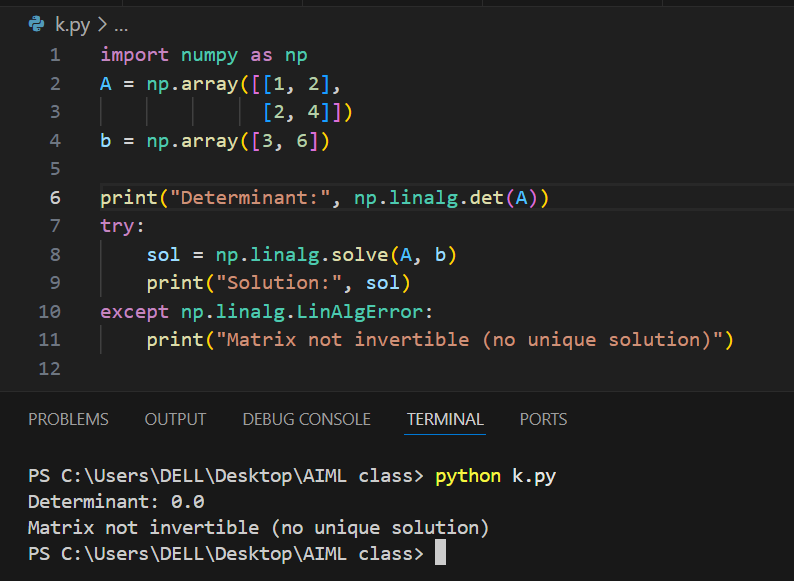 k.py > ...
1 import numpy as np
2 A = np.array([[1, 2],
3 [2, 4]])
4 b = np.array([3, 6])
5
6 print("Determinant:", np.linalg.det(A))
7 try:
8 sol = np.linalg.solve(A, b)
9 print("Solution:", sol)
10 except np.linalg.LinAlgError:
11 print("Matrix not invertible (no unique solution)")
12
PROBLEMS OUTPUT DEBUG CONSOLE TERMINAL PORTS
PS C:\Users\DELL\Desktop\AIML class> python k.py
Determinant: 0.0
Matrix not invertible (no unique solution)
PS C:\Users\DELL\Desktop\AIML class>